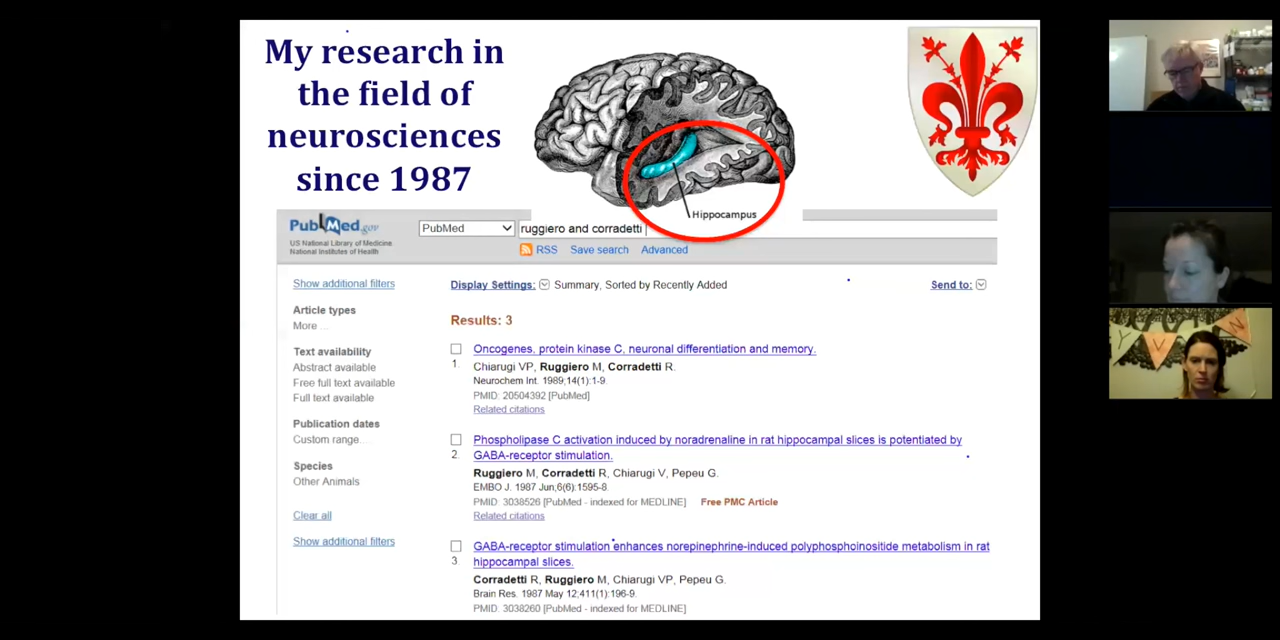 My research in
the field of
neurosciences
since 1987
Hippocampus
PubMed.gov
US National Library of Medicine
National Institutes of Health
PubMed
ruggiero and corradetti
RSS Save search Advanced
Show additional filters
Article types
More ...
Text availability
Abstract available
Free full text available
Full text available
Publication dates
Custom range...
Species
Other Animals
Clear all
Show additional filters
Display Settings: Summary, Sorted by Recently Added
Send to:
Results: 3
Oncogenes, protein kinase C, neuronal differentiation and memory.
1. Chiarugi VP, Ruggiero M, Corradetti R.
Neurochem Int. 1989;14(1):1-9.
PMID: 20504392 [PubMed]
Related citations
Phospholipase C activation induced by noradrenaline in rat hippocampal slices is potentiated by
2. GABA-receptor stimulation.
Ruggiero M, Corradetti R, Chiarugi V, Pepeu G.
EMBO J. 1987 Jun;6(6):1595-8.
PMID: 3038526 [PubMed - indexed for MEDLINE] Free PMC Article
Related citations
GABA-receptor stimulation enhances norepinephrine-induced polyphosphoinositide metabolism in rat
3 hippocampal slices.
Corradetti R, Ruggiero M, Chiarugi VP, Pepeu G.
Brain Res. 1987 May 12;411(1):196-9.
PMID: 3038260 [PubMed - indexed for MEDLINE]
Y V N